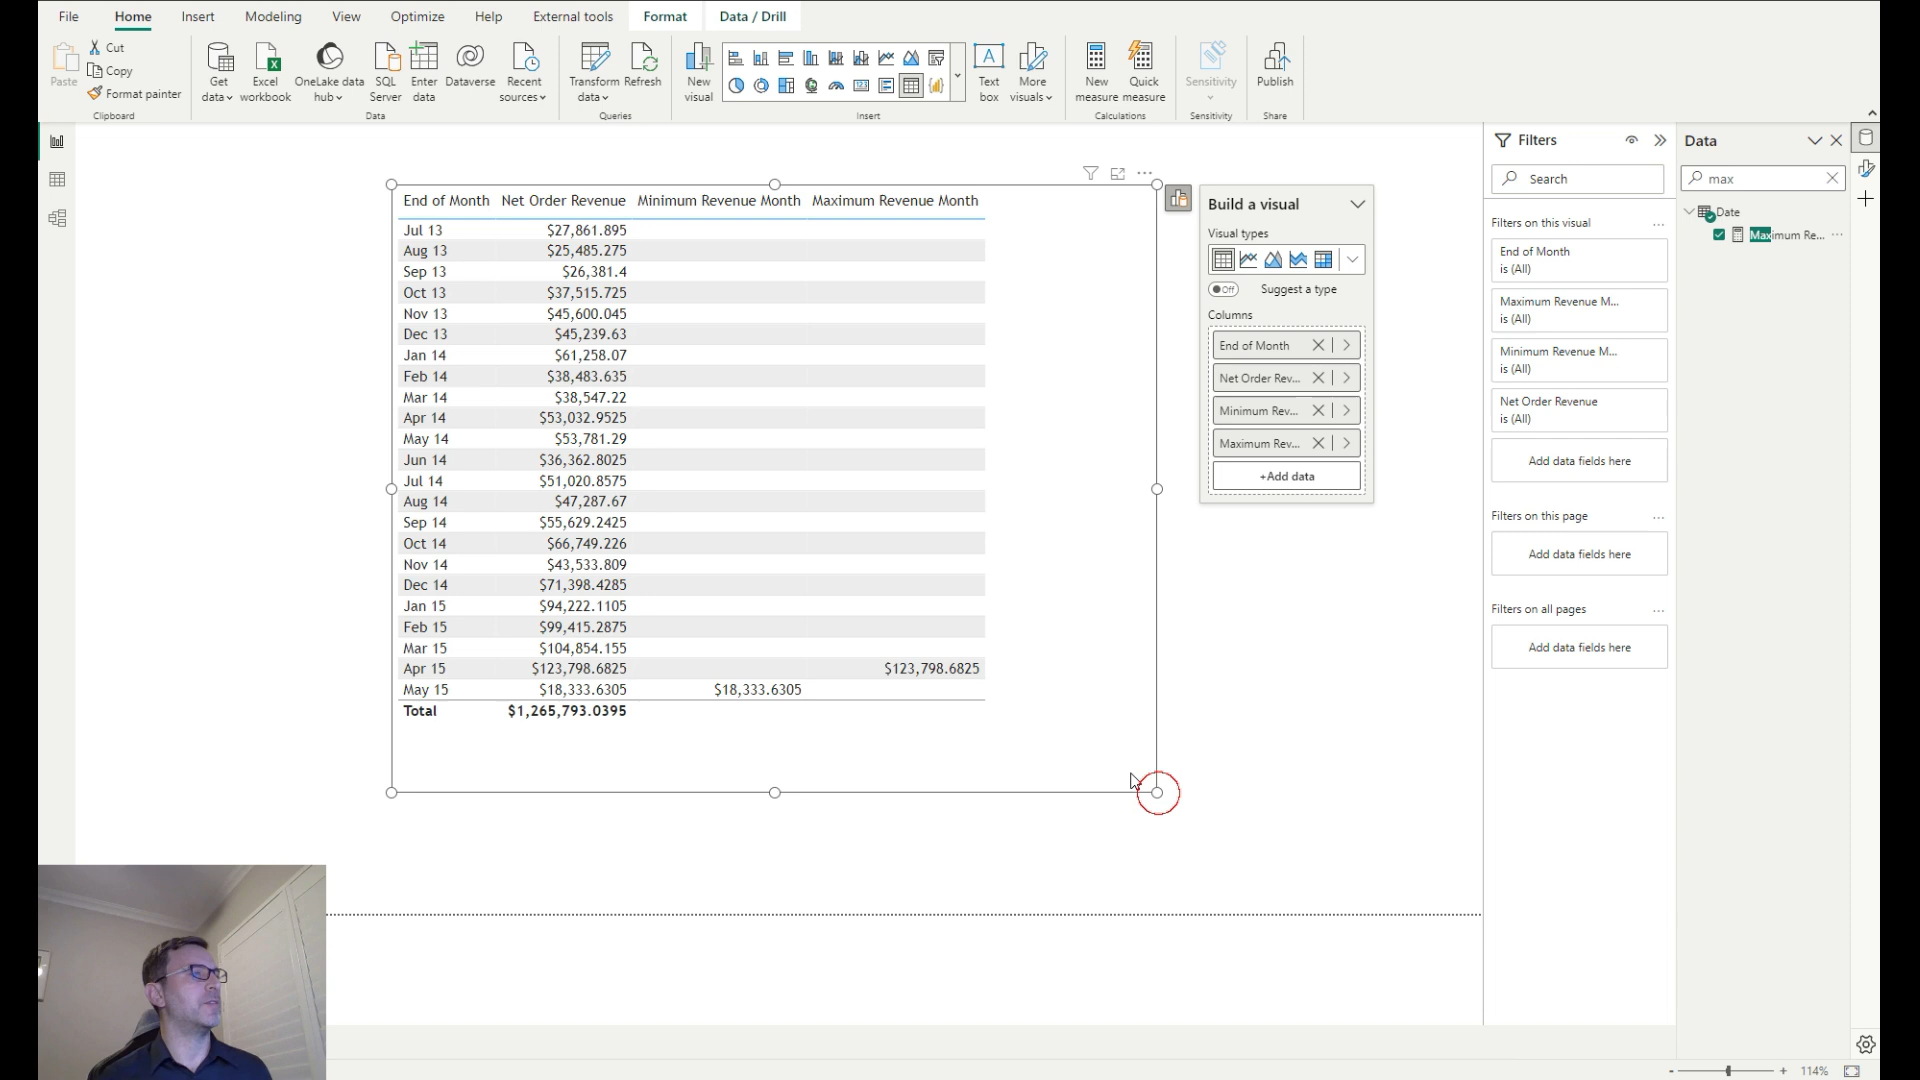 File Home Insert Modeling View Optimize Help External tools Format Data / Drill
Paste
Cut
Copy
Format painter
Clipboard
Get data
Excel workbook
OneLake data hub
SQL Server
Enter data
Dataverse
Recent sources
Data
Transform data
Refresh
Queries
New visual
Text box
More visuals
Insert
New measure
Quick measure
Calculations
Sensitivity
Sensitivity
Publish
Share
End of Month Net Order Revenue Minimum Revenue Month Maximum Revenue Month
Jul 13 $27,861.895
Aug 13 $25,485.275
Sep 13 $26,381.4
Oct 13 $37,515.725
Nov 13 $45,600.045
Dec 13 $45,239.63
Jan 14 $61,258.07
Feb 14 $38,483.635
Mar 14 $38,547.22
Apr 14 $53,032.9525
May 14 $53,781.29
Jun 14 $36,362.8025
Jul 14 $51,020.8575
Aug 14 $47,287.67
Sep 14 $55,629.2425
Oct 14 $66,749.226
Nov 14 $43,533.809
Dec 14 $71,398.4285
Jan 15 $94,222.1105
Feb 15 $99,415.2875
Mar 15 $104,854.155
Apr 15 $123,798.6825 $123,798.6825
May 15 $18,333.6305 $18,333.6305
Total $1,265,793.0395
Build a visual
Visual types
Off Suggest a type
Columns
End of Month
Net Order Rev...
Minimum Rev...
Maximum Rev...
+Add data
Filters
Search
Filters on this visual ...
End of Month
is (All)
Maximum Revenue M...
is (All)
Minimum Revenue M...
is (All)
Net Order Revenue
is (All)
Add data fields here
Filters on this page ...
Add data fields here
Filters on all pages ...
Add data fields here
Data
max
Date
Maximum Re... ...
- + 114%